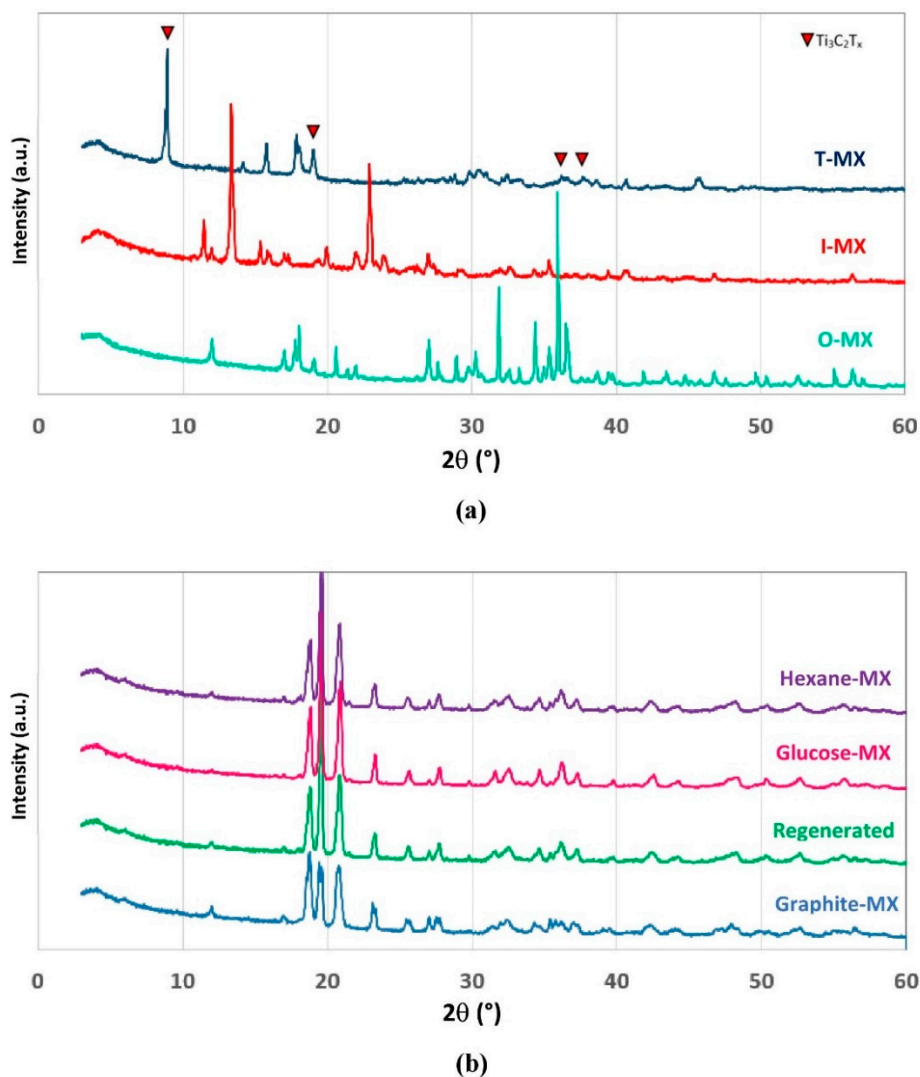 (a)
▼Ti₃C₂Tₓ
T-MX
I-MX
O-MX
Intensity (a.u.)
0 10 20 30 40 50 60
2θ (°)
(a)
Hexane-MX
Glucose-MX
Regenerated
Graphite-MX
Intensity (a.u.)
0 10 20 30 40 50 60
2θ (°)
(b)